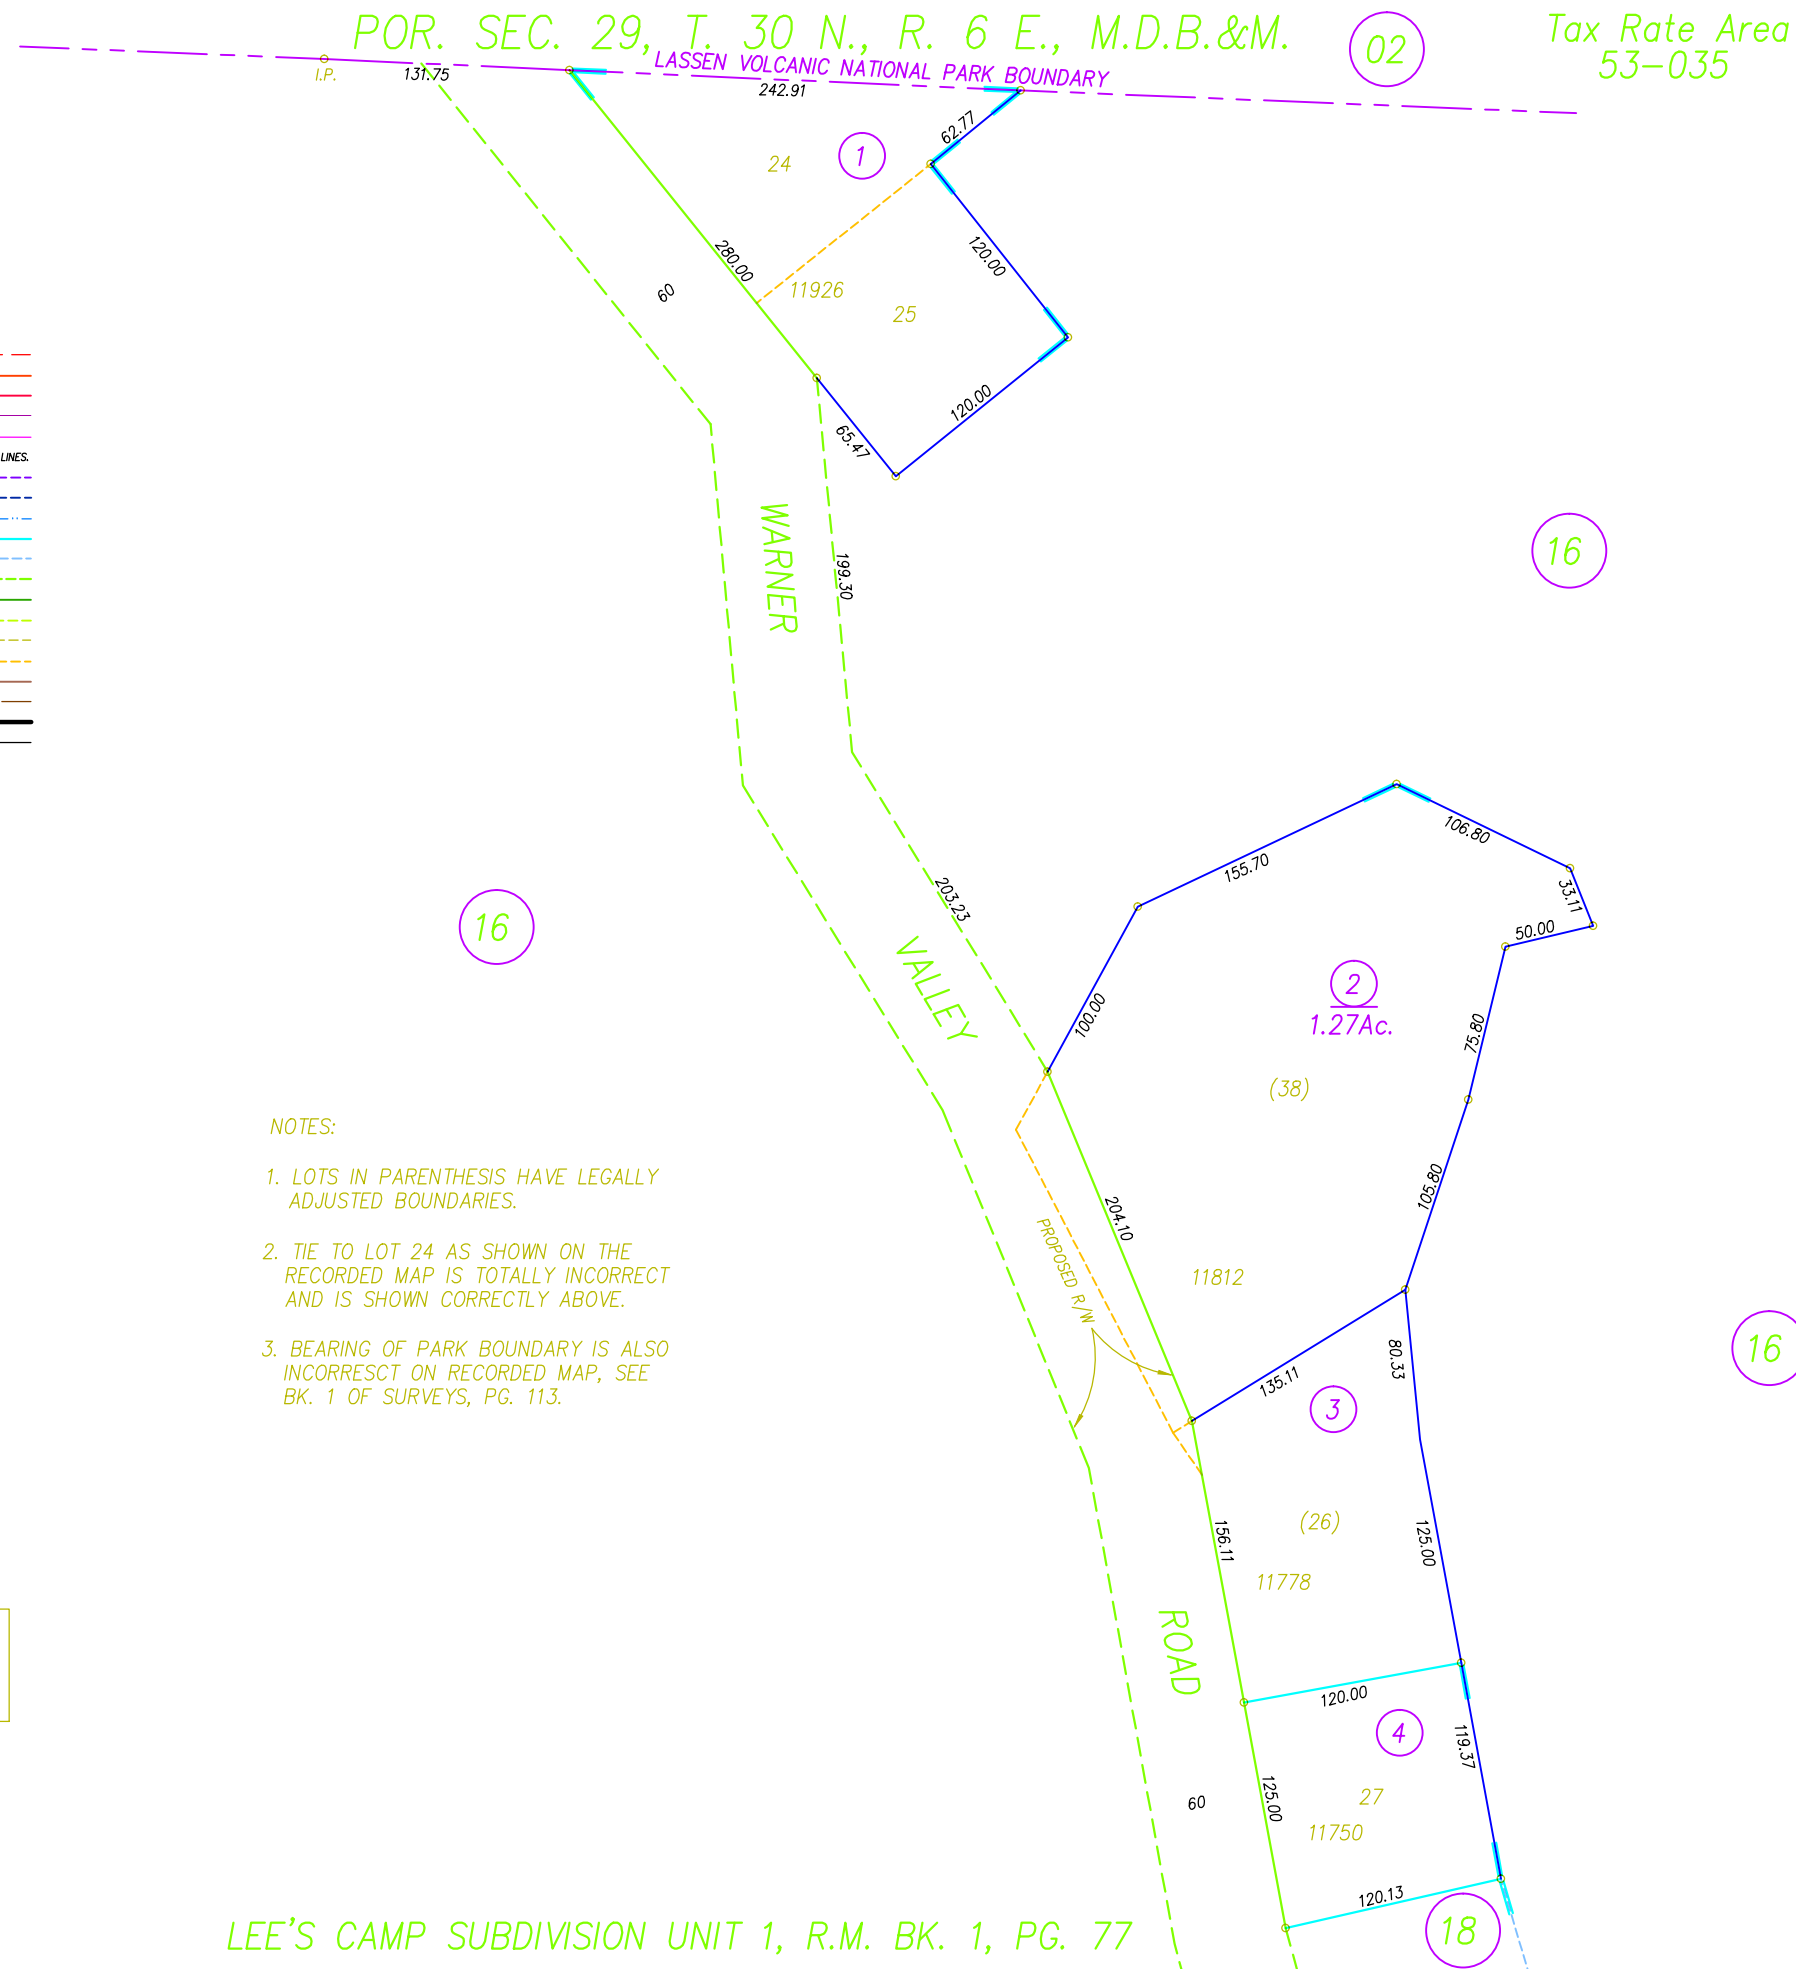 POR. SEC. 29, T. 30 N., R. 6 E., M.D.B.&M.
02
Tax Rate Area
53-035
LASSEN VOLCANIC NATIONAL PARK BOUNDARY
I.P.
131.75
242.91
62.77
24
1
280.00
120.00
60
11926
25
120.00
65.47
LINES.
WARNER
199.30
16
106.80
155.70
33.11
203.23
50.00
16
VALLEY
2
1.27Ac.
100.00
75.80
(38)
NOTES:
1. LOTS IN PARENTHESIS HAVE LEGALLY
ADJUSTED BOUNDARIES.
2. TIE TO LOT 24 AS SHOWN ON THE
RECORDED MAP IS TOTALLY INCORRECT
AND IS SHOWN CORRECTLY ABOVE.
3. BEARING OF PARK BOUNDARY IS ALSO
INCORRESCT ON RECORDED MAP, SEE
BK. 1 OF SURVEYS, PG. 113.
105.80
204.10
PROPOSED R/W
11812
80.33
16
135.11
3
(26)
156.11
125.00
11778
ROAD
120.00
4
119.37
125.00
27
60
11750
120.13
18
LEE'S CAMP SUBDIVISION UNIT 1, R.M. BK. 1, PG. 77